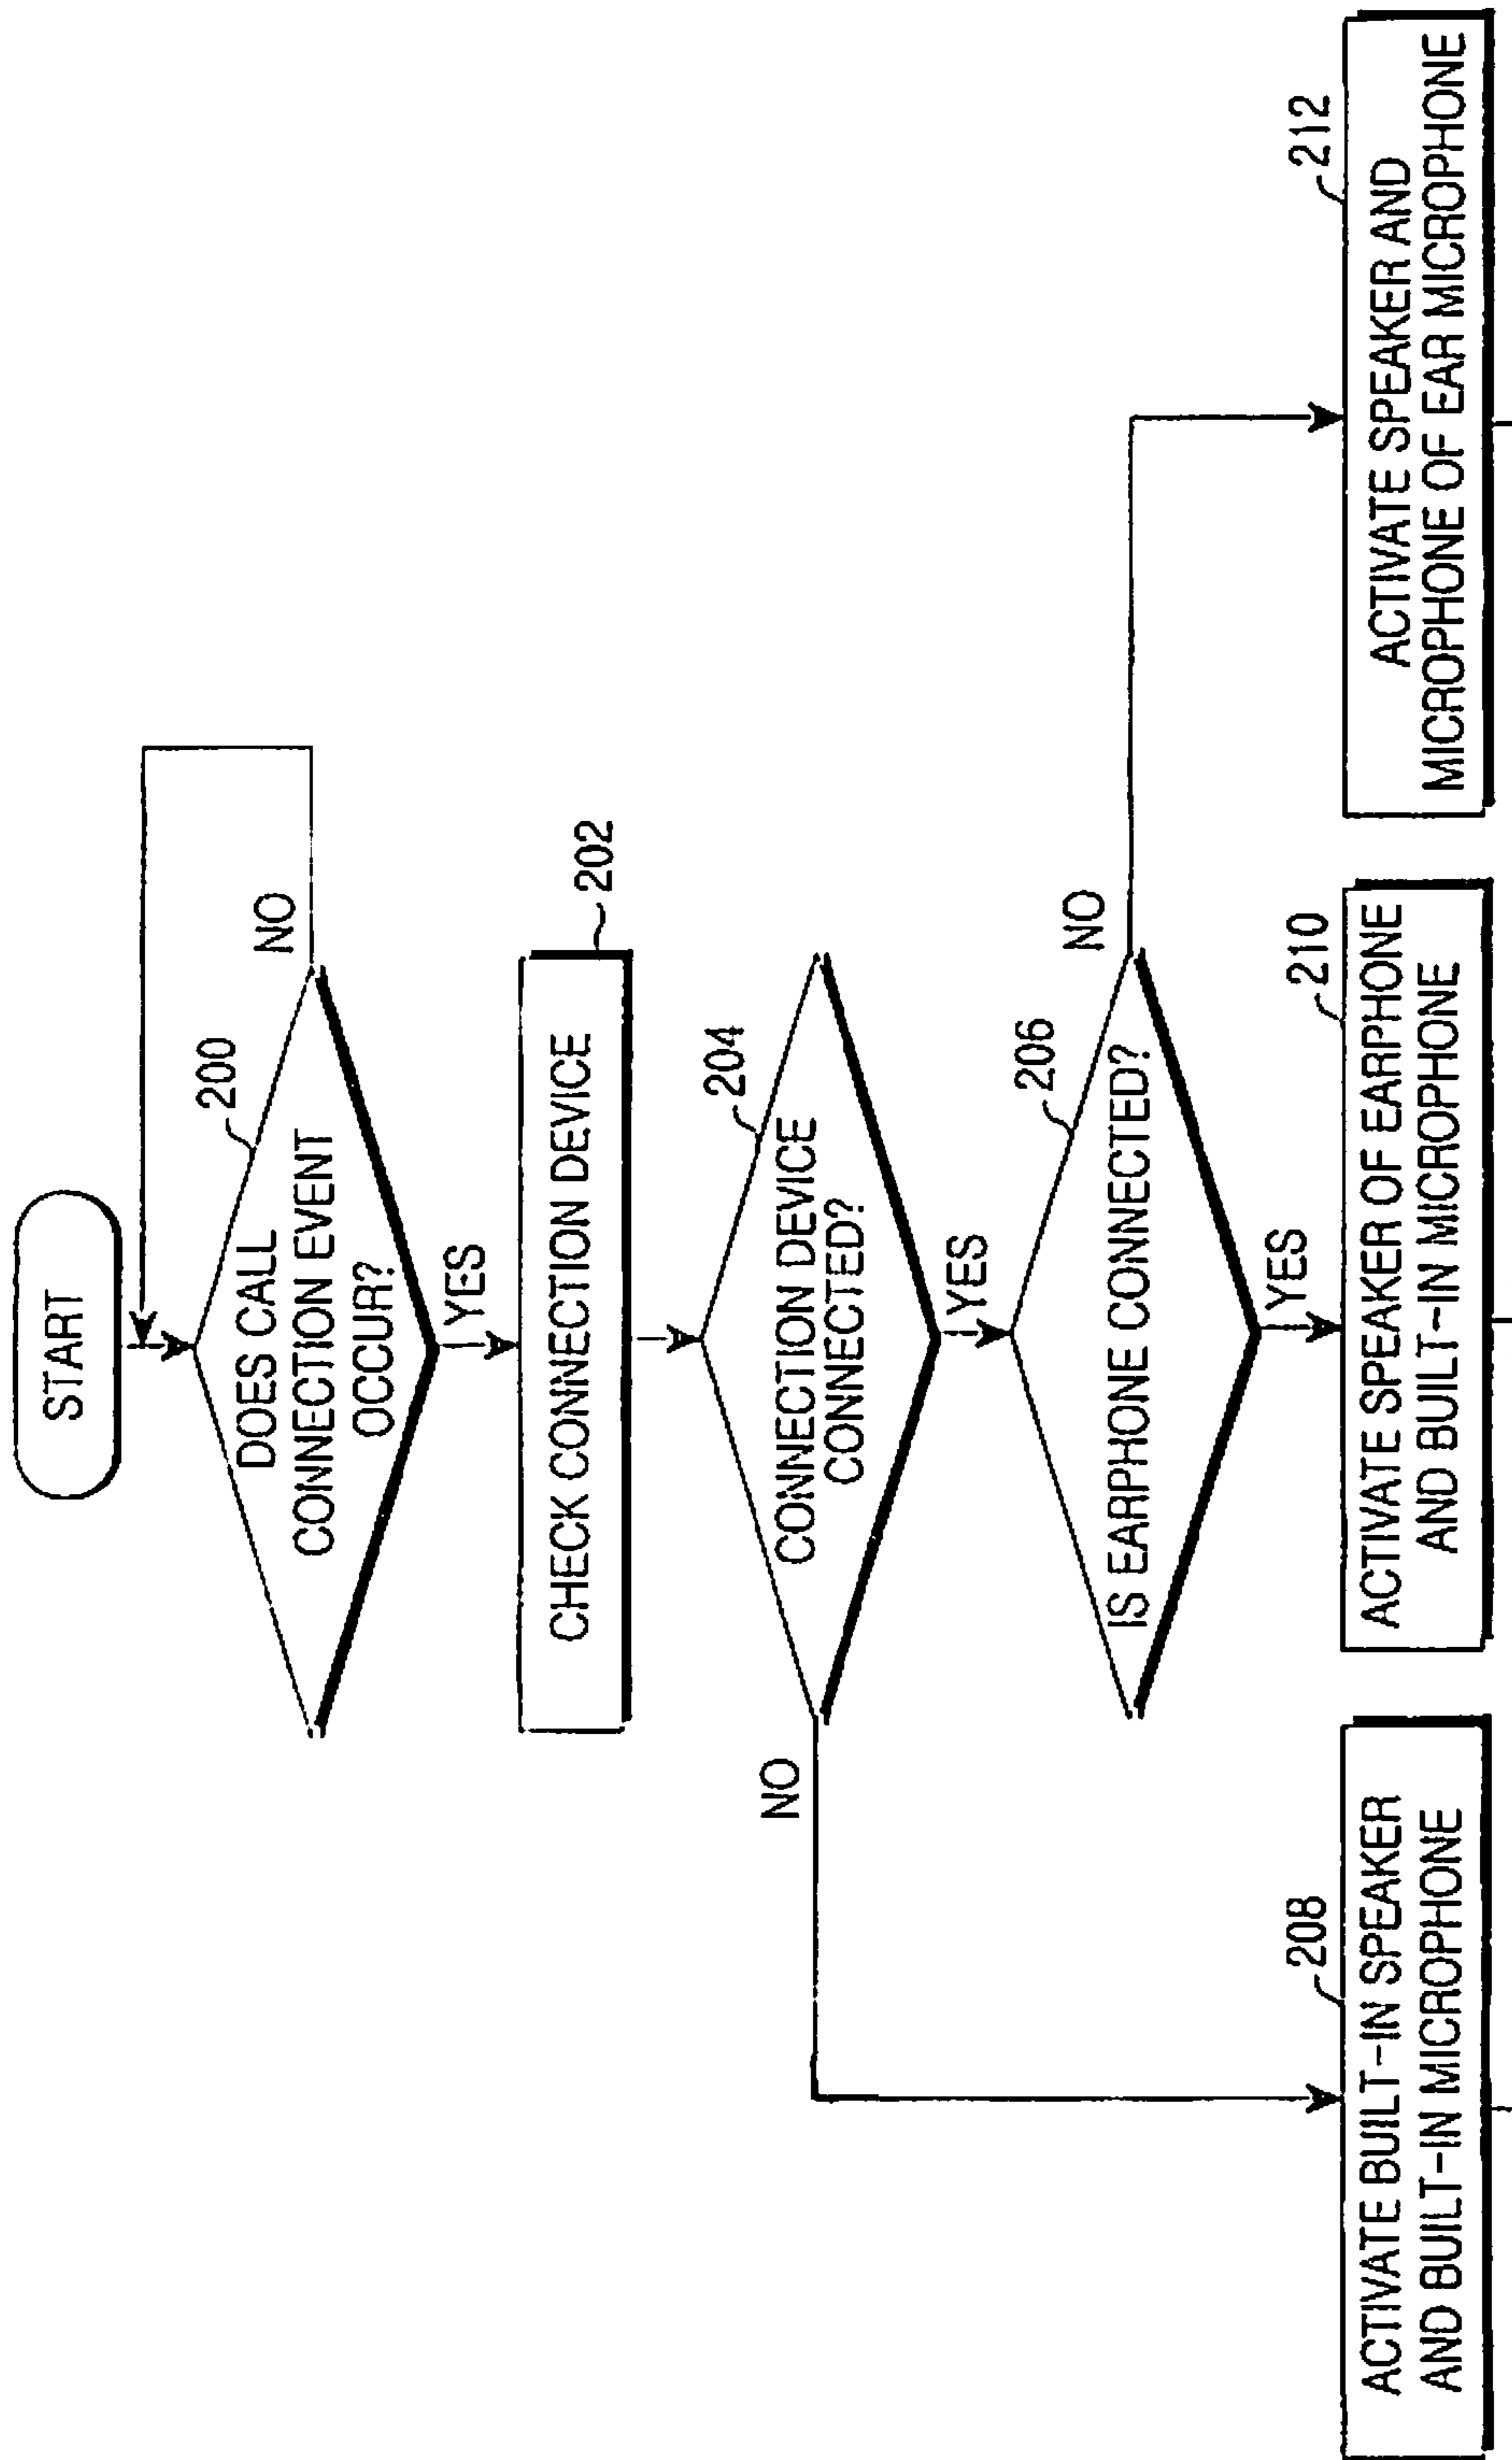 START
DOES CALL
CONNECTION EVENT
OCCUR?
200
NO
YES
CHECK CONNECTION DEVICE
202
CONNECTION DEVICE
CONNECTED?
204
NO
YES
IS EARPHONE CONNECTED?
206
NO
YES
208
ACTIVATE BUILT-IN SPEAKER
AND BUILT-IN MICROPHONE
210
ACTIVATE SPEAKER OF EARPHONE
AND BUILT-IN MICROPHONE
212
ACTIVATE SPEAKER AND
MICROPHONE OF EAR MICROPHONE